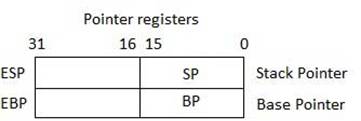 Pointer registers
31 16 15 0
ESP SP Stack Pointer
EBP BP Base Pointer